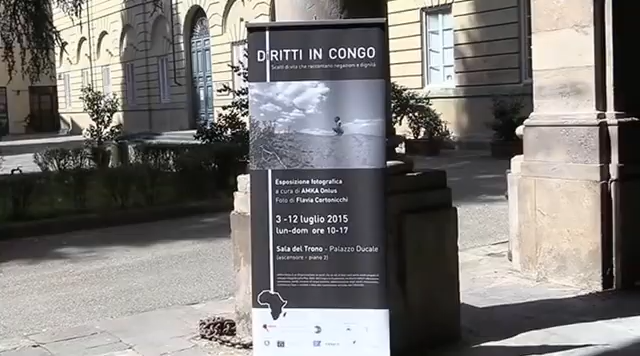 DIRITTI IN CONGO
Scatti di vita che raccontano negazioni e dignità
Esposizione fotografica
a cura di AMKA Onlus
Foto di Flavia Cortonicchi
3 -12 luglio 2015
lun-dom ore 10-17
Sala del Trono - Palazzo Ducale
(ascensore - piano 2)